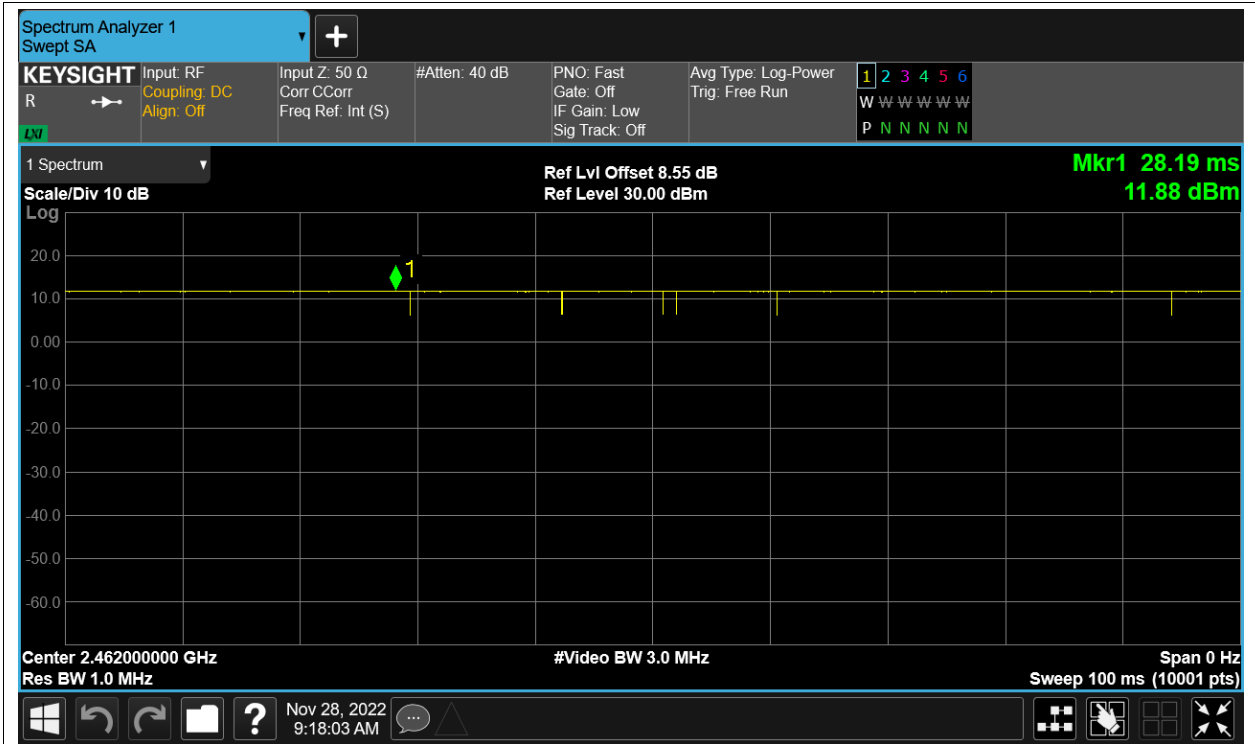 Spectrum Analyzer 1
Swept SA
KEYSIGHT
R
LXI
Input: RF
Coupling: DC
Align: Off
Input Z: 50 Ω
Corr CCorr
Freq Ref: Int (S)
#Atten: 40 dB
PNO: Fast
Gate: Off
IF Gain: Low
Sig Track: Off
Avg Type: Log-Power
Trig: Free Run
1 2 3 4 5 6
W W W W W W
P N N N N N
1 Spectrum
Scale/Div 10 dB
Ref Lvl Offset 8.55 dB
Ref Level 30.00 dBm
Mkr1 28.19 ms
11.88 dBm
Log
20.0
1
10.0
0.00
-10.0
-20.0
-30.0
-40.0
-50.0
-60.0
Center 2.462000000 GHz
Res BW 1.0 MHz
#Video BW 3.0 MHz
Span 0 Hz
Sweep 100 ms (10001 pts)
?
Nov 28, 2022
9:18:03 AM